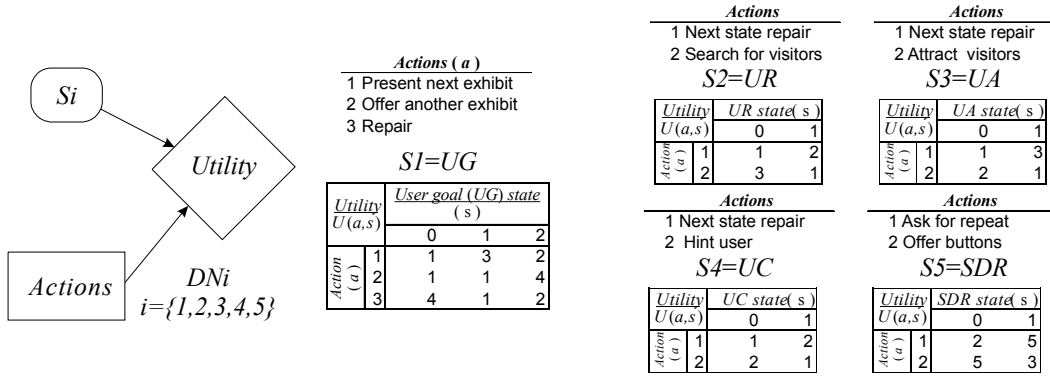 Si
Utility
Actions
DNi
i={1,2,3,4,5}
Actions ( a )
1 Present next exhibit
2 Offer another exhibit
3 Repair
S1=UG
Utility U(a,s) User goal (UG) state ( s )
0 1 2
Action ( a )
1 1 3 2
2 1 1 4
3 4 1 2
Actions
1 Next state repair
2 Search for visitors
S2=UR
Utility U(a,s) UR state( s )
0 1
Action ( a )
1 1 2
2 3 1
Actions
1 Next state repair
2 Attract visitors
S3=UA
Utility U(a,s) UA state( s )
0 1
Action ( a )
1 1 3
2 2 1
Actions
1 Next state repair
2 Hint user
S4=UC
Utility U(a,s) UC state( s )
0 1
Action ( a )
1 1 2
2 2 1
Actions
1 Ask for repeat
2 Offer buttons
S5=SDR
Utility U(a,s) SDR state( s )
0 1
Action ( a )
1 2 5
2 5 3